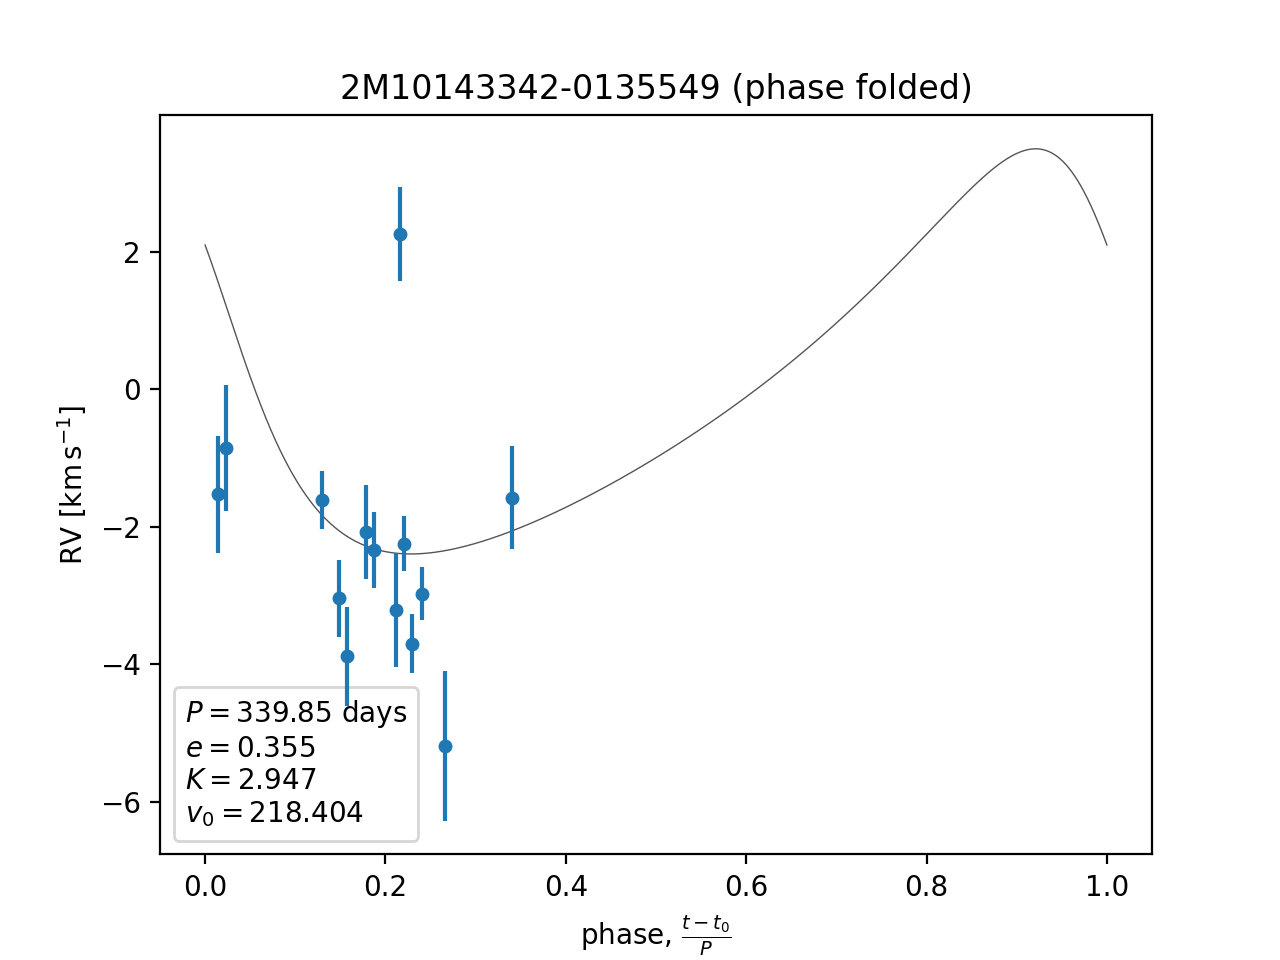 2M10143342-0135549 (phase folded)
RV [km s⁻¹]
2
0
−2
−4
−6
P = 339.85 days
e = 0.355
K = 2.947
v₀ = 218.404
0.0 0.2 0.4 0.6 0.8 1.0
phase, (t − t₀)/P